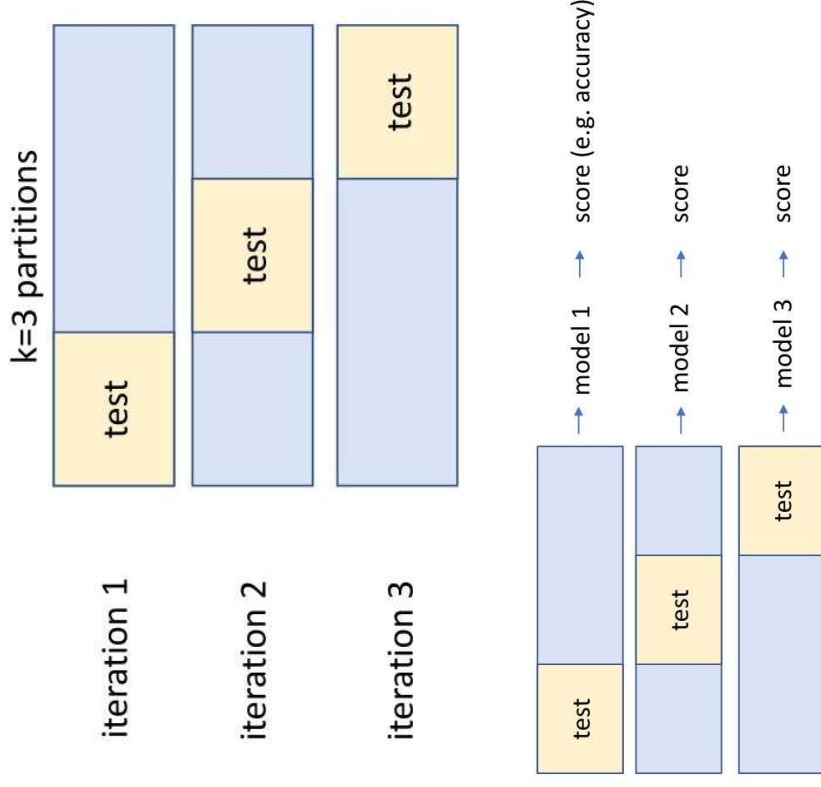 k=3 partitions
iteration 1
test
iteration 2
test
iteration 3
test
test → model 1 → score (e.g. accuracy)
test → model 2 → score
test → model 3 → score